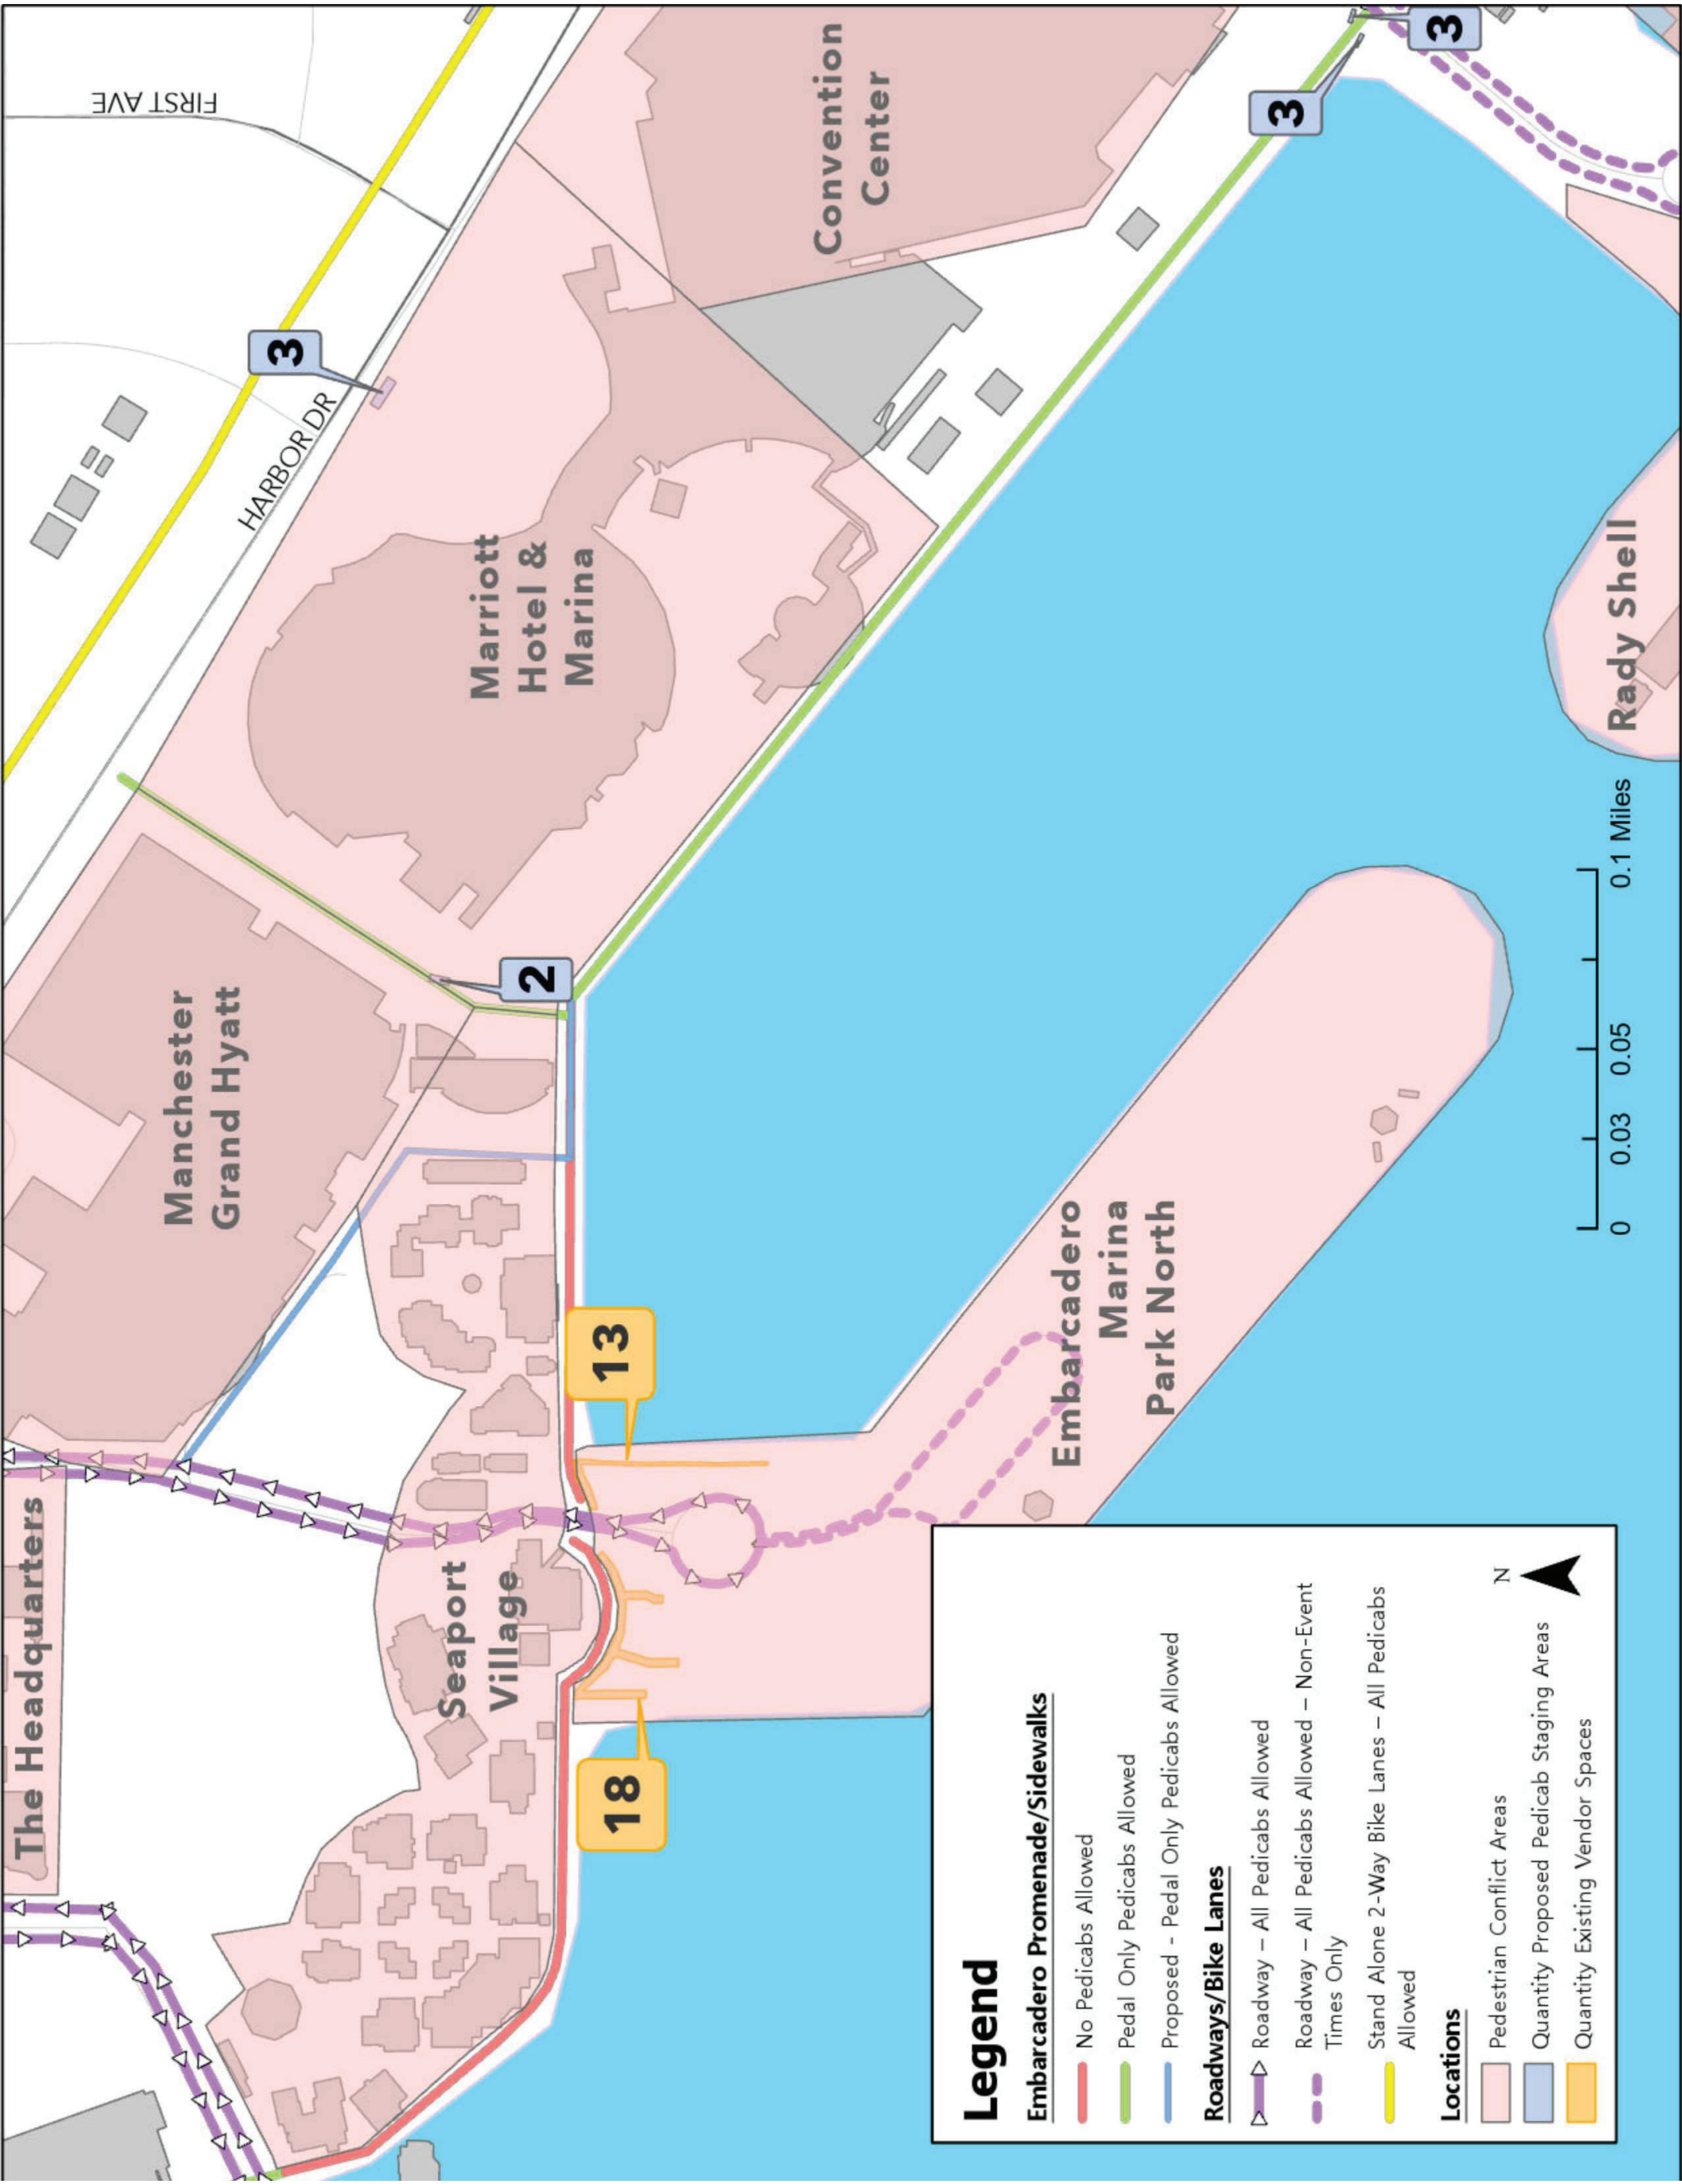 The Headquarters
Manchester
Grand Hyatt
HARBOR DR
3
FIRST AVE
Seaport
Village
2
Marriott
Hotel &
Marina
Convention
Center
18
13
3
3
Embarcadero
Marina
Park North
Rady Shell
0 0.03 0.05 0.1 Miles
Legend
Embarcadero Promenade/Sidewalks
No Pedicabs Allowed
Pedal Only Pedicabs Allowed
Proposed - Pedal Only Pedicabs Allowed
Roadways/Bike Lanes
Roadway – All Pedicabs Allowed
Roadway – All Pedicabs Allowed – Non-Event
Times Only
Stand Alone 2-Way Bike Lanes – All Pedicabs
Allowed
Locations
Pedestrian Conflict Areas
Quantity Proposed Pedicab Staging Areas
Quantity Existing Vendor Spaces
N